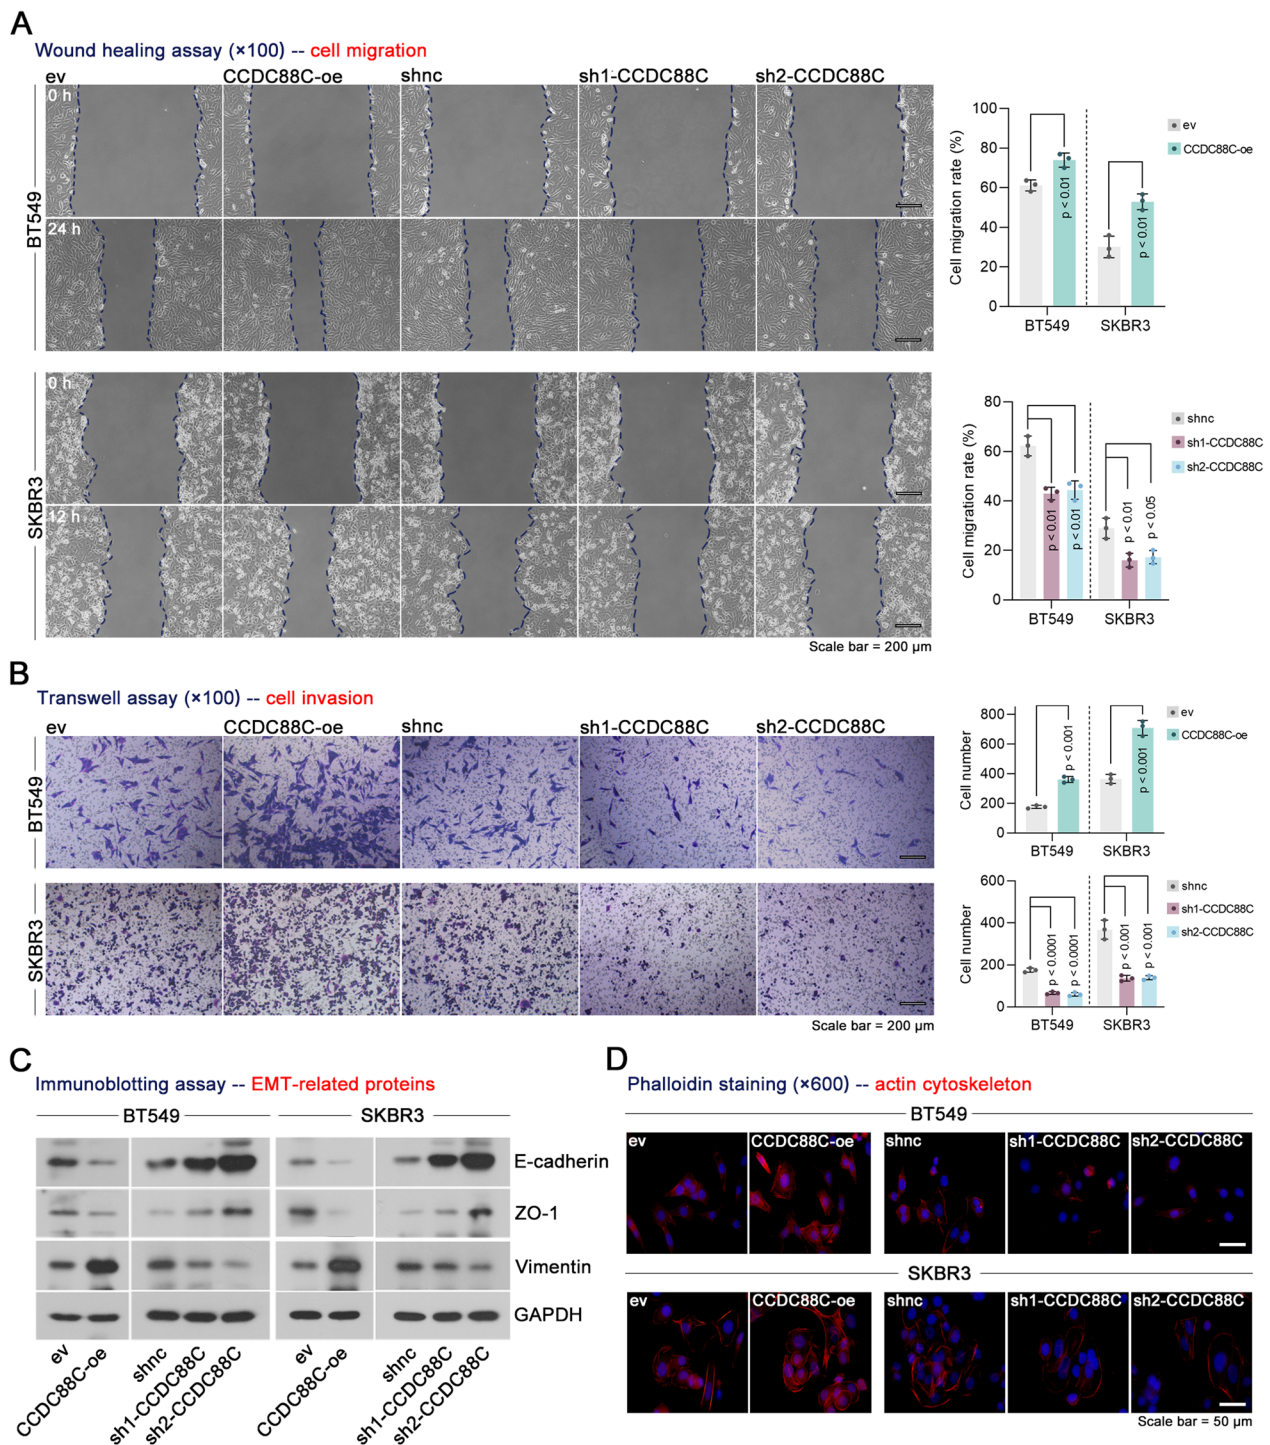 A
Wound healing assay (×100) -- cell migration
ev CCDC88C-oe shnc sh1-CCDC88C sh2-CCDC88C
BT549
0 h
24 h
SKBR3
0 h
12 h
Scale bar = 200 μm
Cell migration rate (%)
100
80
60
40
20
0
p < 0.01
p < 0.01
BT549 SKBR3
ev
CCDC88C-oe
Cell migration rate (%)
80
60
40
20
0
p < 0.01
p < 0.01
p < 0.01
p < 0.05
BT549 SKBR3
shnc
sh1-CCDC88C
sh2-CCDC88C
B
Transwell assay (×100) -- cell invasion
ev CCDC88C-oe shnc sh1-CCDC88C sh2-CCDC88C
BT549
SKBR3
Scale bar = 200 μm
Cell number
800
600
400
200
0
p < 0.001
p < 0.001
BT549 SKBR3
ev
CCDC88C-oe
Cell number
600
400
200
0
p < 0.0001
p < 0.0001
p < 0.001
p < 0.001
BT549 SKBR3
shnc
sh1-CCDC88C
sh2-CCDC88C
C
Immunoblotting assay -- EMT-related proteins
BT549 SKBR3
E-cadherin
ZO-1
Vimentin
GAPDH
ev
CCDC88C-oe
shnc
sh1-CCDC88C
sh2-CCDC88C
ev
CCDC88C-oe
shnc
sh1-CCDC88C
sh2-CCDC88C
D
Phalloidin staining (×600) -- actin cytoskeleton
BT549
ev CCDC88C-oe shnc sh1-CCDC88C sh2-CCDC88C
SKBR3
ev CCDC88C-oe shnc sh1-CCDC88C sh2-CCDC88C
Scale bar = 50 μm